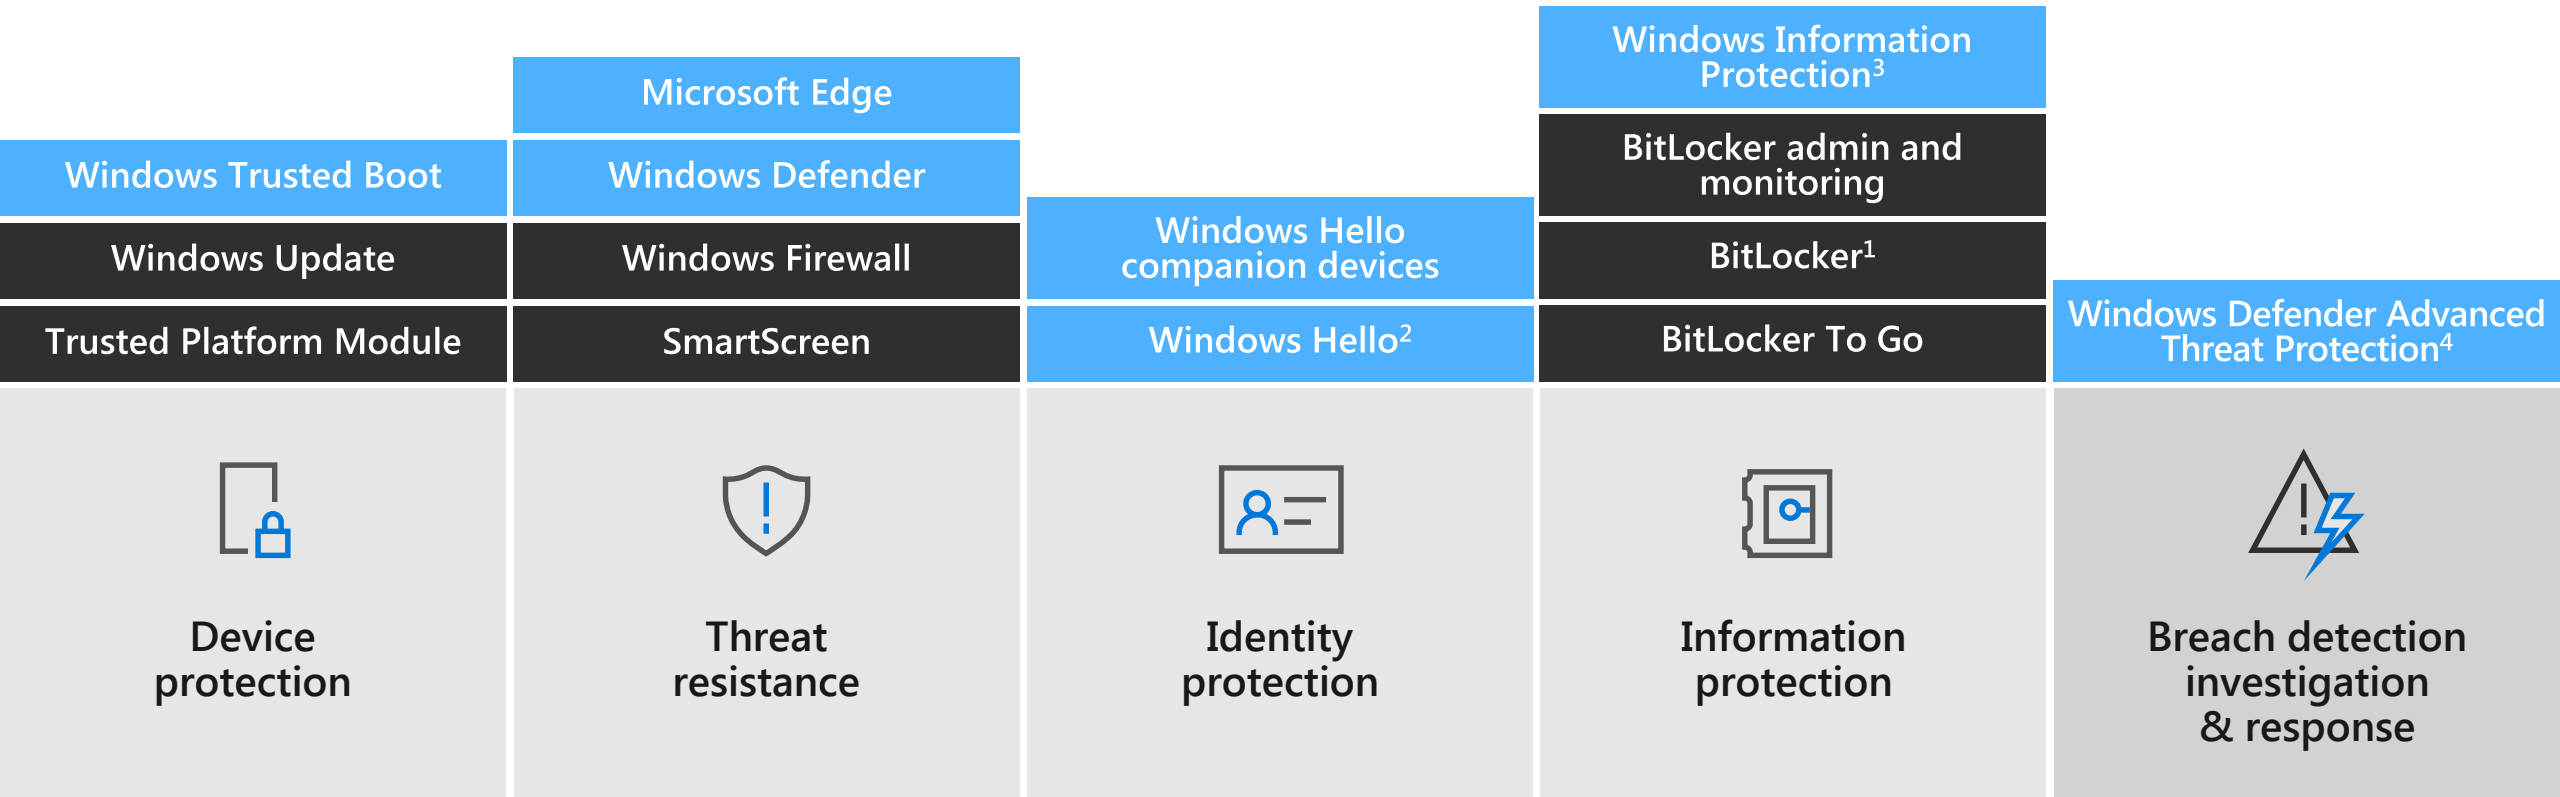 Windows Trusted Boot
Windows Update
Trusted Platform Module
Device
protection
Microsoft Edge
Windows Defender
Windows Firewall
SmartScreen
Threat
resistance
Windows Hello
companion devices
Windows Hello²
Identity
protection
Windows Information
Protection³
BitLocker admin and
monitoring
BitLocker¹
BitLocker To Go
Information
protection
Windows Defender Advanced
Threat Protection⁴
Breach detection
investigation
& response